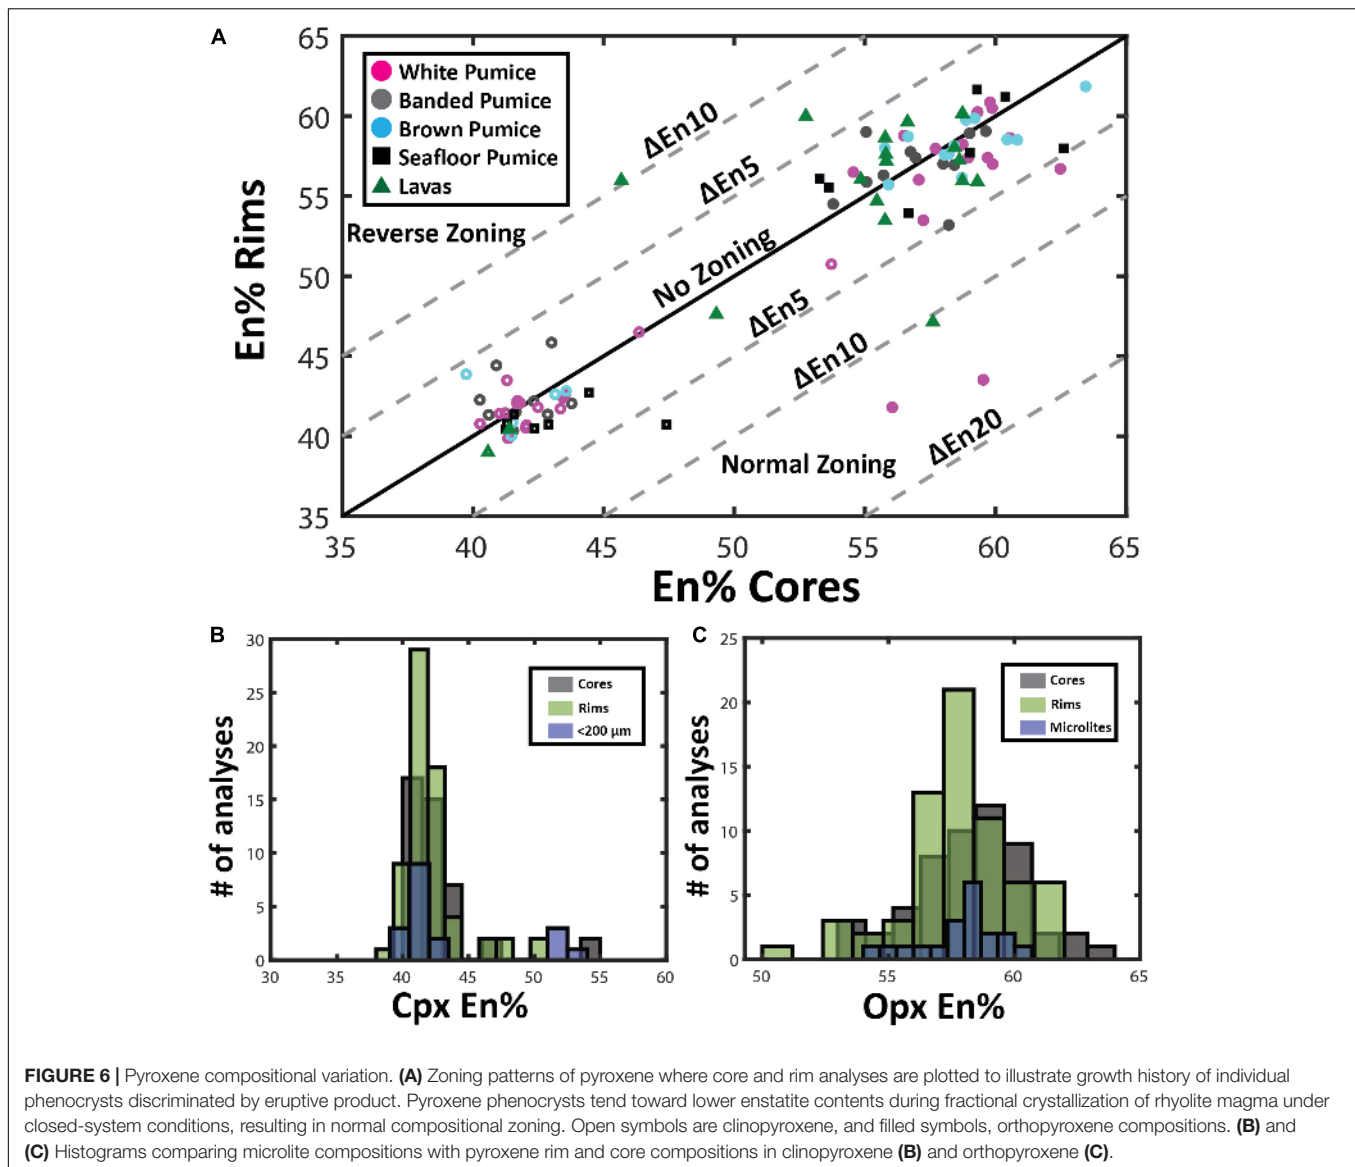 A
65
60
55
50
45
40
35
En% Rims
White Pumice
Banded Pumice
Brown Pumice
Seafloor Pumice
Lavas
Reverse Zoning
ΔEn10
ΔEn5
No Zoning
ΔEn5
ΔEn10
ΔEn20
Normal Zoning
35 40 45 50 55 60 65
En% Cores
B
30
25
20
15
10
5
0
# of analyses
Cores
Rims
<200 µm
30 35 40 45 50 55 60
Cpx En%
C
25
20
15
10
5
0
# of analyses
Cores
Rims
Microlites
50 55 60 65
Opx En%
FIGURE 6 | Pyroxene compositional variation. (A) Zoning patterns of pyroxene where core and rim analyses are plotted to illustrate growth history of individual
phenocrysts discriminated by eruptive product. Pyroxene phenocrysts tend toward lower enstatite contents during fractional crystallization of rhyolite magma under
closed-system conditions, resulting in normal compositional zoning. Open symbols are clinopyroxene, and filled symbols, orthopyroxene compositions. (B) and
(C) Histograms comparing microlite compositions with pyroxene rim and core compositions in clinopyroxene (B) and orthopyroxene (C).